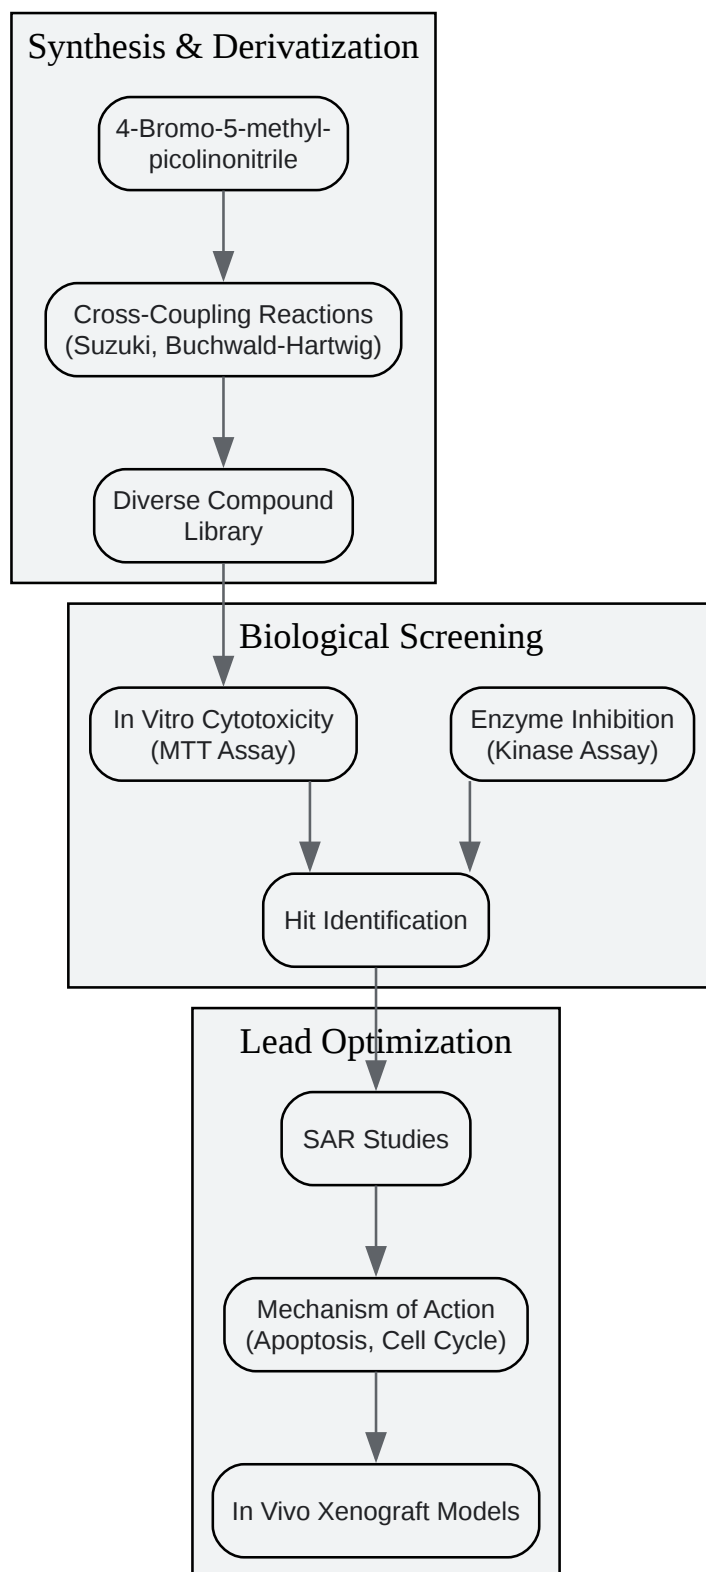 Synthesis & Derivatization
4-Bromo-5-methyl-
picolinonitrile
Cross-Coupling Reactions
(Suzuki, Buchwald-Hartwig)
Diverse Compound
Library
Biological Screening
In Vitro Cytotoxicity
(MTT Assay)
Enzyme Inhibition
(Kinase Assay)
Hit Identification
Lead Optimization
SAR Studies
Mechanism of Action
(Apoptosis, Cell Cycle)
In Vivo Xenograft Models